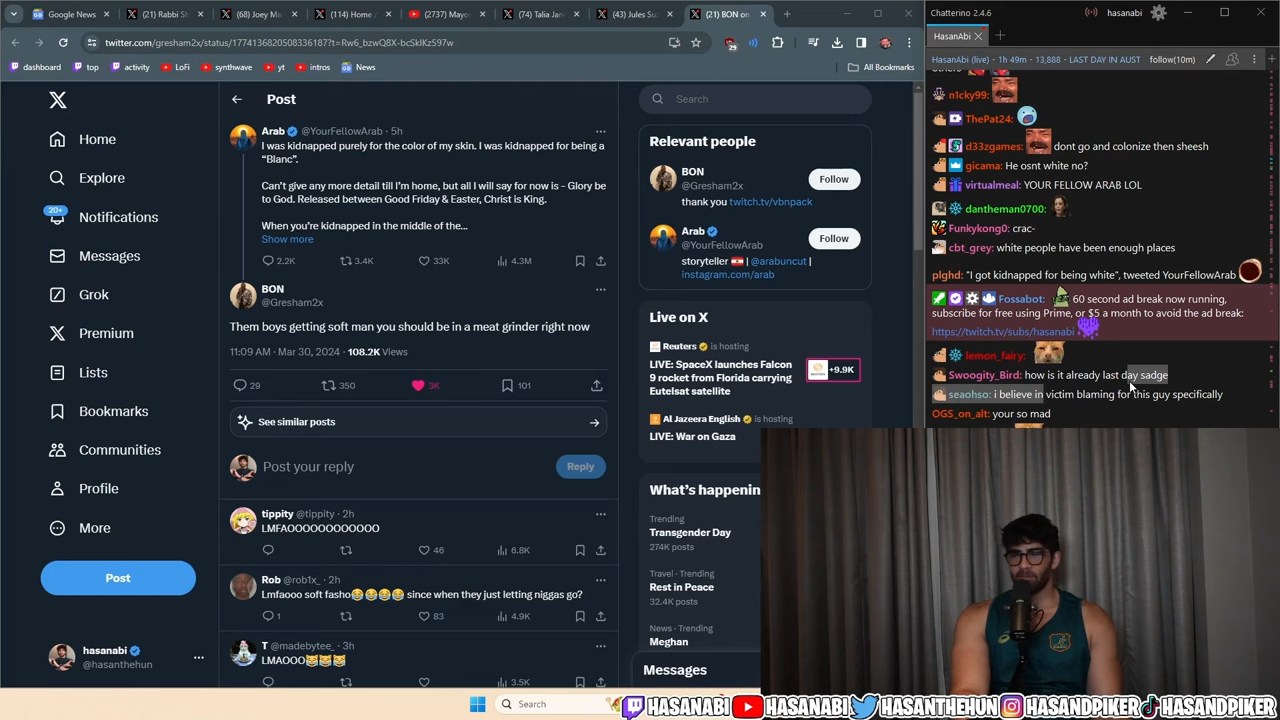 Google News
(21) Rabbi Sh
(68) Joey Ma
(114) Home /
(2737) Mayo
(74) Talia Jan
(43) Jules Su
(21) BON on
twitter.com/gresham2x/status/1774136820508336187?t=Rw6_bzwQ8X-bcSkIKz597w
dashboard
top
activity
LoFi
synthwave
yt
intros
News
All Bookmarks
Home
Explore
20+
Notifications
Messages
Grok
Premium
Lists
Bookmarks
Communities
Profile
More
Post
hasanabi
@hasanthehun
Post
Arab @YourFellowArab · 5h
I was Kidnapped purely for the color of my skin. I was kidnapped for being a
“Blanc”.
Can't give any more detail till I'm home, but all I will say for now is - Glory be
to God. Released between Good Friday & Easter, Christ is King.
When you're kidnapped in the middle of the...
Show more
2.2K
3.4K
33K
4.3M
BON
@Gresham2x
Them boys getting soft man you should be in a meat grinder right now
11:09 AM · Mar 30, 2024 · 108.2K Views
29
350
3K
101
See similar posts
Post your reply
Reply
tippity @tippity · 2h
LMFAOOOOOOOOOOO
46
6.8K
Rob @rob1x_ · 2h
Lmfaooo soft fasho😂😂😂😂 since when they just letting niggas go?
1
83
4.9K
T @madebytee_ · 3h
LMAOOO😹😹😹
3.5K
Search
Relevant people
BON
@Gresham2x
Follow
thank you twitch.tv/vbnpack
Arab
@YourFellowArab
Follow
storyteller 🇱🇧 | @arabuncut |
instagram.com/arab
Live on X
Reuters is hosting
LIVE: SpaceX launches Falcon
9 rocket from Florida carrying
Eutelsat satellite
+9.9K
Al Jazeera English is hosting
LIVE: War on Gaza
What's happenin
Trending
Transgender Day
274K posts
Travel · Trending
Rest in Peace
32.4K posts
News · Trending
Meghan
Messages
Search
Chatterino 2.4.6
hasanabi
HasanAbi
HasanAbi (live) - 1h 49m - 13,888 - LAST DAY IN AUST
follow(10m)
others
n1cky99:
ThePat24:
d33zgames: dont go and colonize then sheesh
gicama: He osnt white no?
virtualmeal: YOUR FELLOW ARAB LOL
dantheman0700:
Funkykong0: crac-
cbt_grey: white people have been enough places
plghd: "I got kidnapped for being white", tweeted YourFellowArab
Fossabot: 60 second ad break now running,
subscribe for free using Prime, or $5 a month to avoid the ad break:
https://twitch.tv/subs/hasanabi
lemon_fairy:
Swoogity_Bird: how is it already last day sadge
seaohso: i believe in victim blaming for this guy specifically
OGS_on_alt: your so mad
HASANABI
HASANABI
HASANTHEHUN
HASANDPIKER
HASANDPIKER